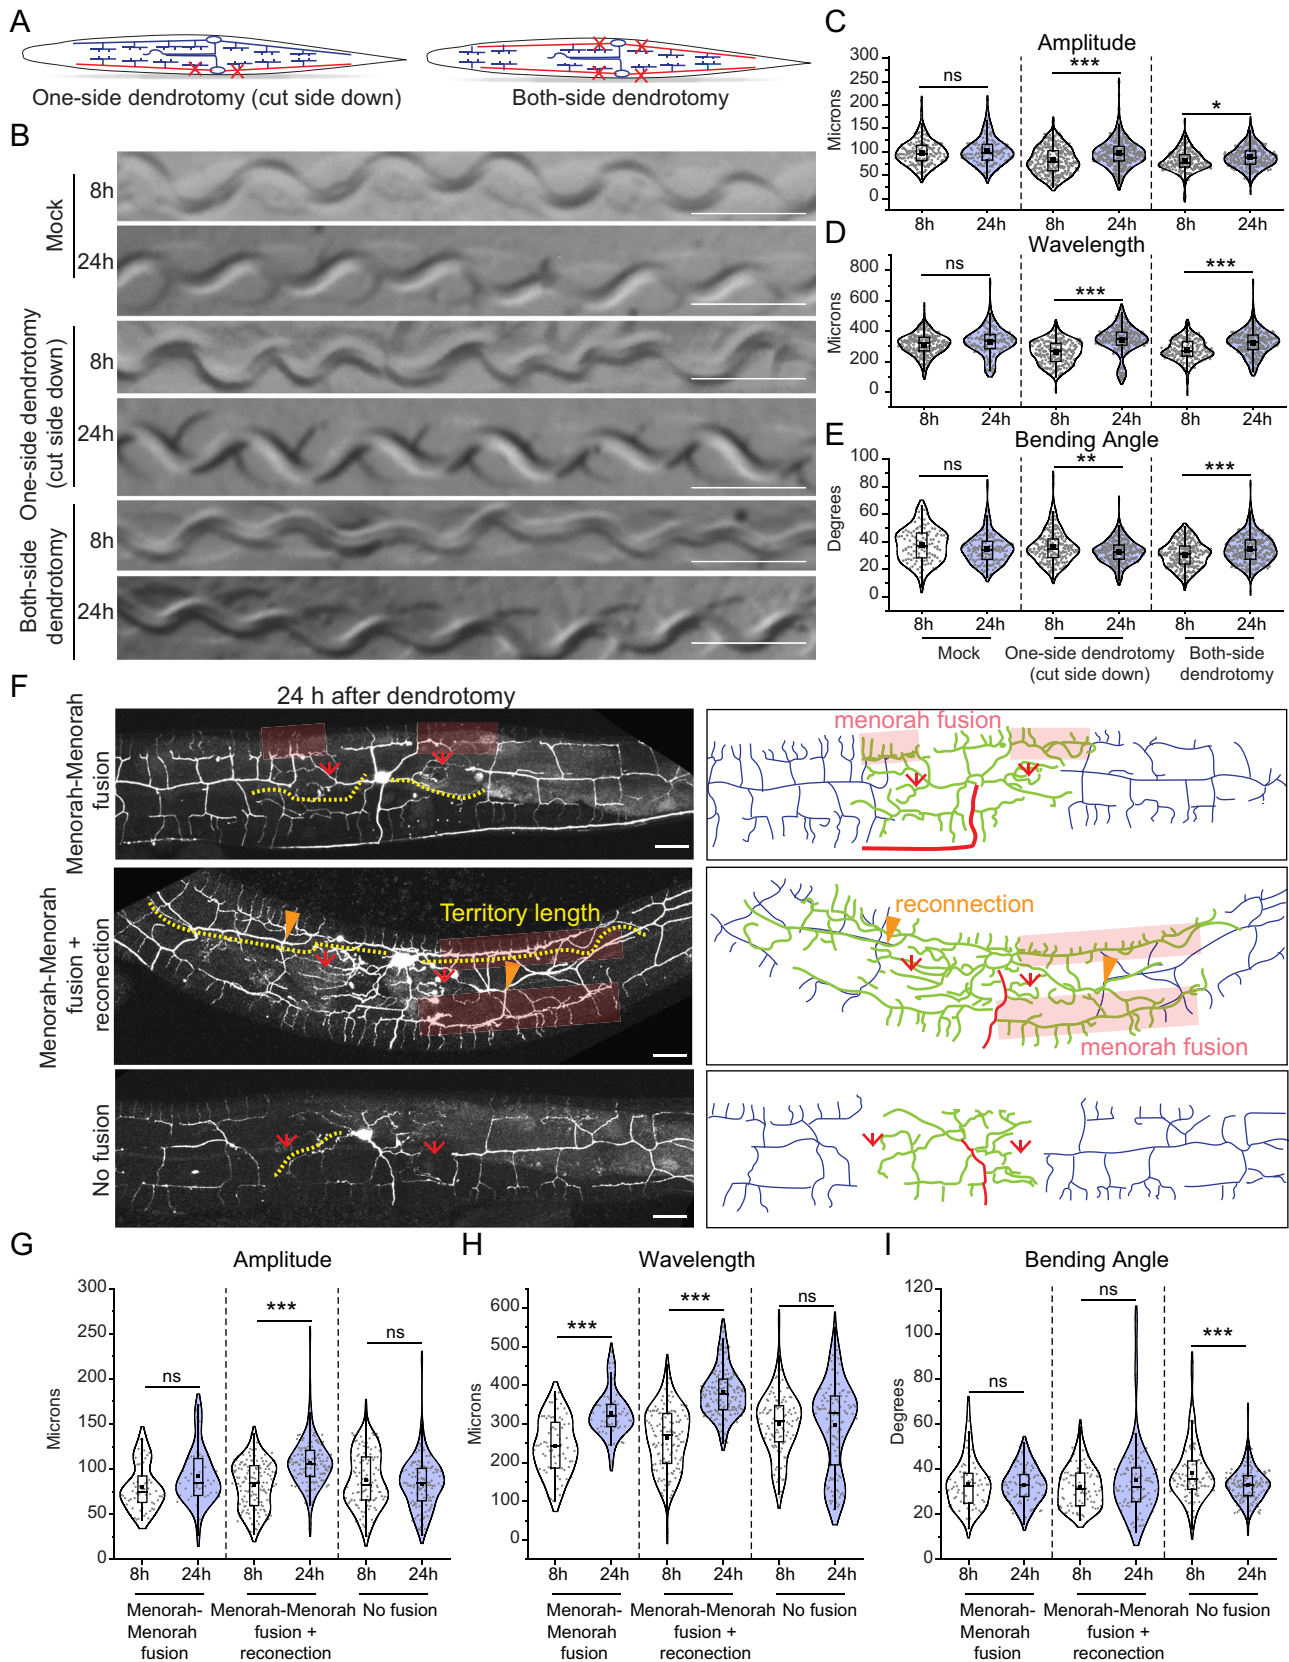 A
One-side dendrotomy (cut side down)
Both-side dendrotomy
B
Mock
8h
24h
One-side dendrotomy
(cut side down)
8h
24h
Both-side
dendrotomy
8h
24h
C
Amplitude
Microns
300
250
200
150
100
50
0
ns
***
*
8h 24h 8h 24h 8h 24h
D
Wavelength
Microns
800
600
400
200
0
ns
***
***
8h 24h 8h 24h 8h 24h
E
Bending Angle
Degrees
100
80
60
40
20
0
ns
**
***
8h 24h 8h 24h 8h 24h
Mock
One-side dendrotomy
(cut side down)
Both-side
dendrotomy
F
24 h after dendrotomy
Menorah-Menorah
fusion
menorah fusion
Menorah-Menorah
fusion +
reconnection
Territory length
reconnection
menorah fusion
No fusion
G
Amplitude
Microns
300
250
200
150
100
50
0
ns
***
ns
8h 24h 8h 24h 8h 24h
Menorah-
Menorah
fusion
Menorah-Menorah
fusion +
reconection
No fusion
H
Wavelength
Microns
600
500
400
300
200
100
0
***
***
ns
8h 24h 8h 24h 8h 24h
Menorah-
Menorah
fusion
Menorah-Menorah
fusion +
reconection
No fusion
I
Bending Angle
Degrees
120
100
80
60
40
20
0
ns
ns
***
8h 24h 8h 24h 8h 24h
Menorah-
Menorah
fusion
Menorah-Menorah
fusion +
reconection
No fusion